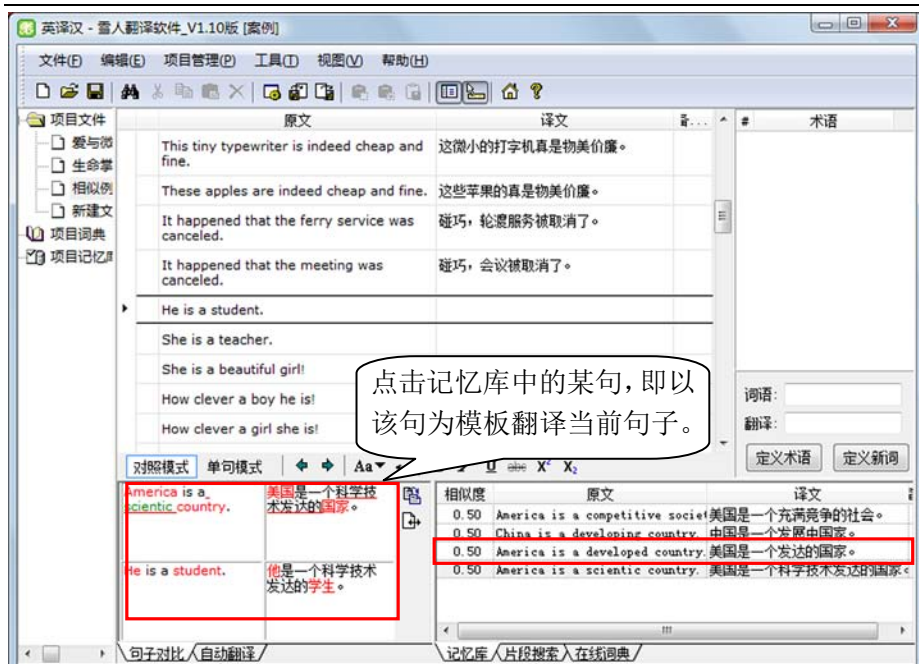 英译汉 - 雪人翻译软件_V1.10版 [案例]
文件(F) 编辑(E) 项目管理(P) 工具(T) 视图(V) 帮助(H)
项目文件
爱与微
生命掌
相似例
新建文
项目词典
项目记忆
原文 译文
This tiny typewriter is indeed cheap and fine. 这微小的打字机真是物美价廉。
These apples are indeed cheap and fine. 这些苹果的真是物美价廉。
It happened that the ferry service was canceled. 碰巧，轮渡服务被取消了。
It happened that the meeting was canceled. 碰巧，会议被取消了。
He is a student.
She is a teacher.
She is a beautiful girl!
How clever a boy he is!
How clever a girl she is!
# 术语
词语:
翻译:
定义术语 定义新词
点击记忆库中的某句，即以
该句为模板翻译当前句子。
对照模式 单句模式 Aa U abc X² X₂
America is a scientic country. 美国是一个科学技术发达的国家。
He is a student. 他是一个科学技术发达的学生。
句子对比 自动翻译
相似度 原文 译文
0.50 America is a competitive societ 美国是一个充满竞争的社会。
0.50 China is a developing country. 中国是一个发展中国家。
0.50 America is a developed country. 美国是一个发达的国家。
0.50 America is a scientic country. 美国是一个科学技术发达的国家。
记忆库 片段搜索 在线词典